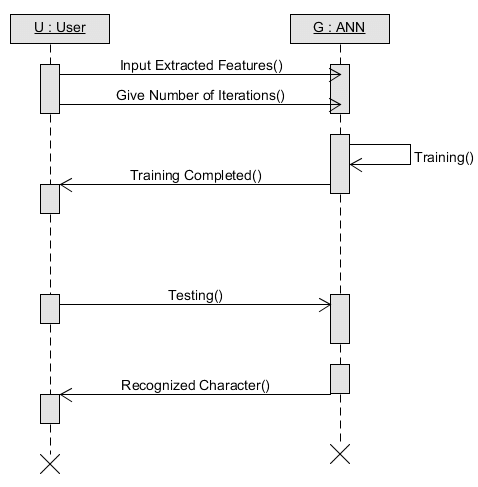 U : User
G : ANN
Input Extracted Features()
Give Number of Iterations()
Training()
Training Completed()
Testing()
Recognized Character()